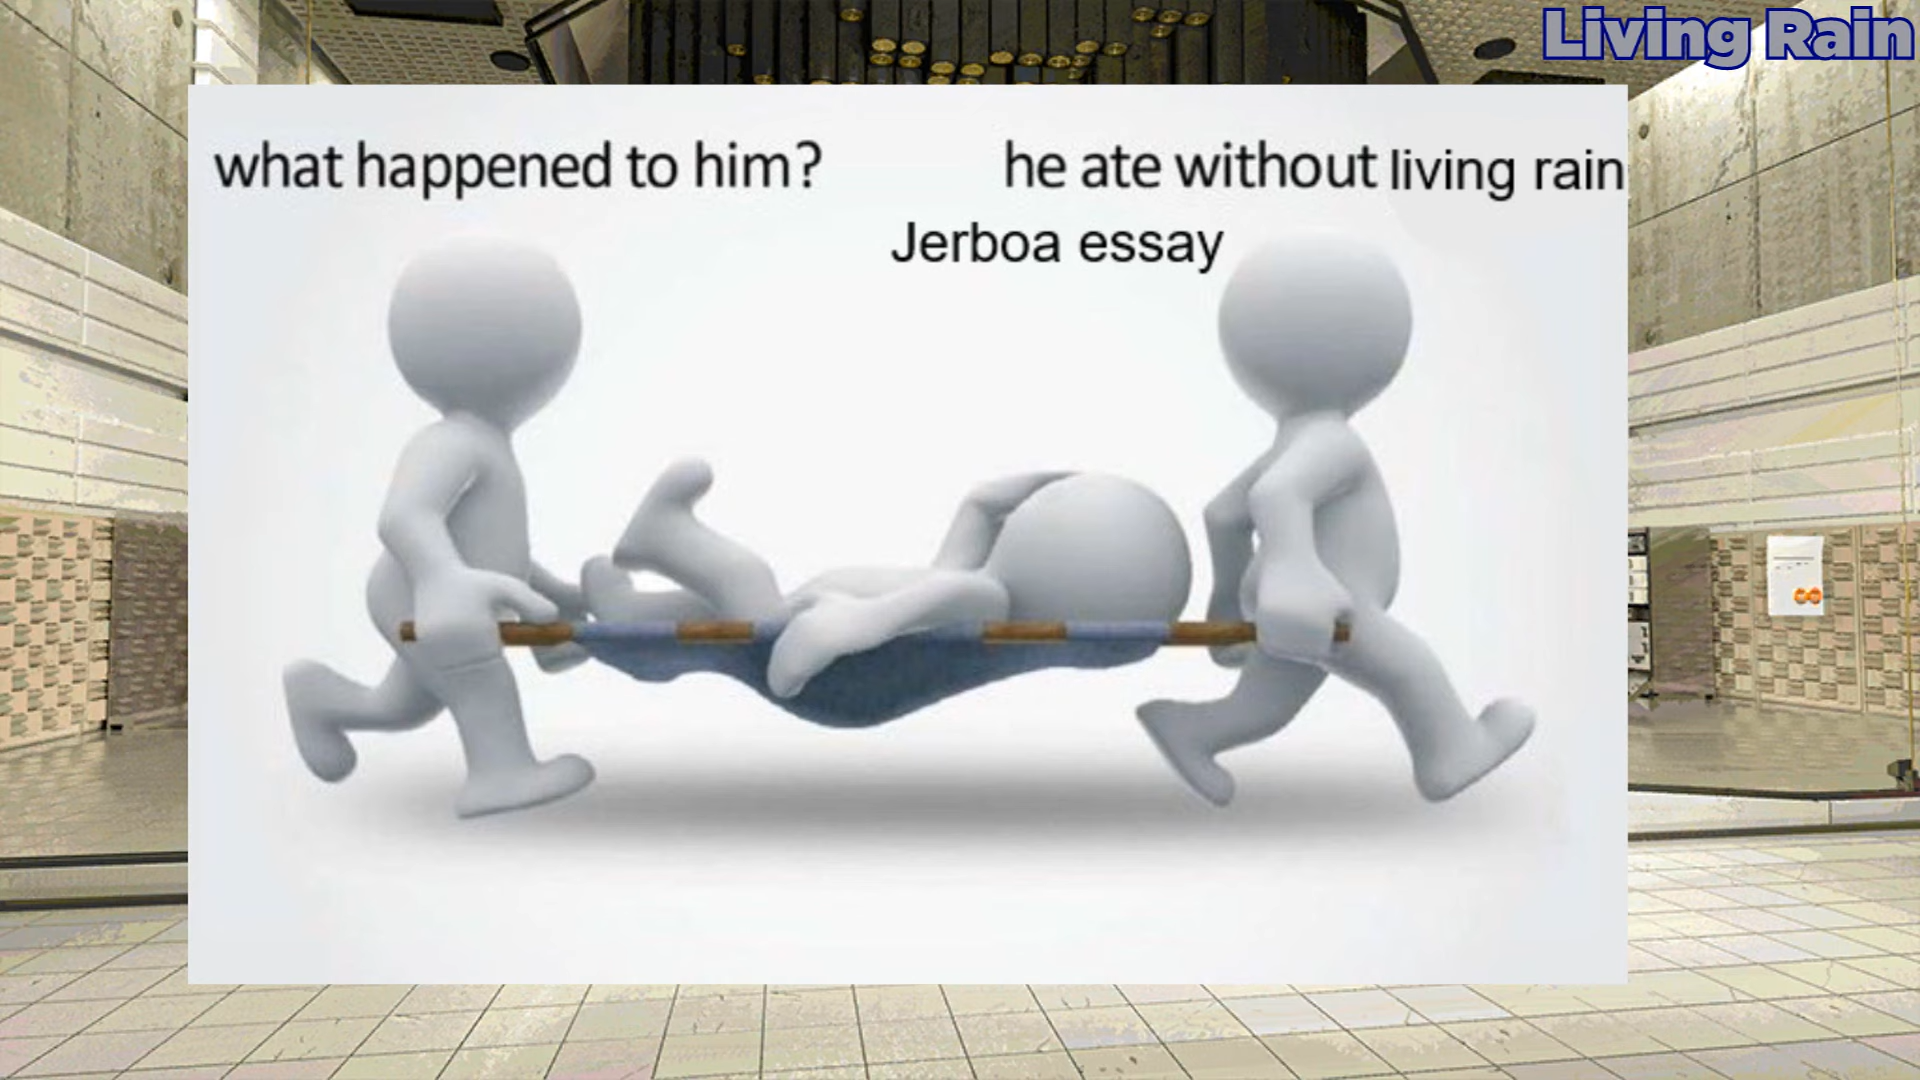 Living Rain
what happened to him?
he ate without living rain
Jerboa essay